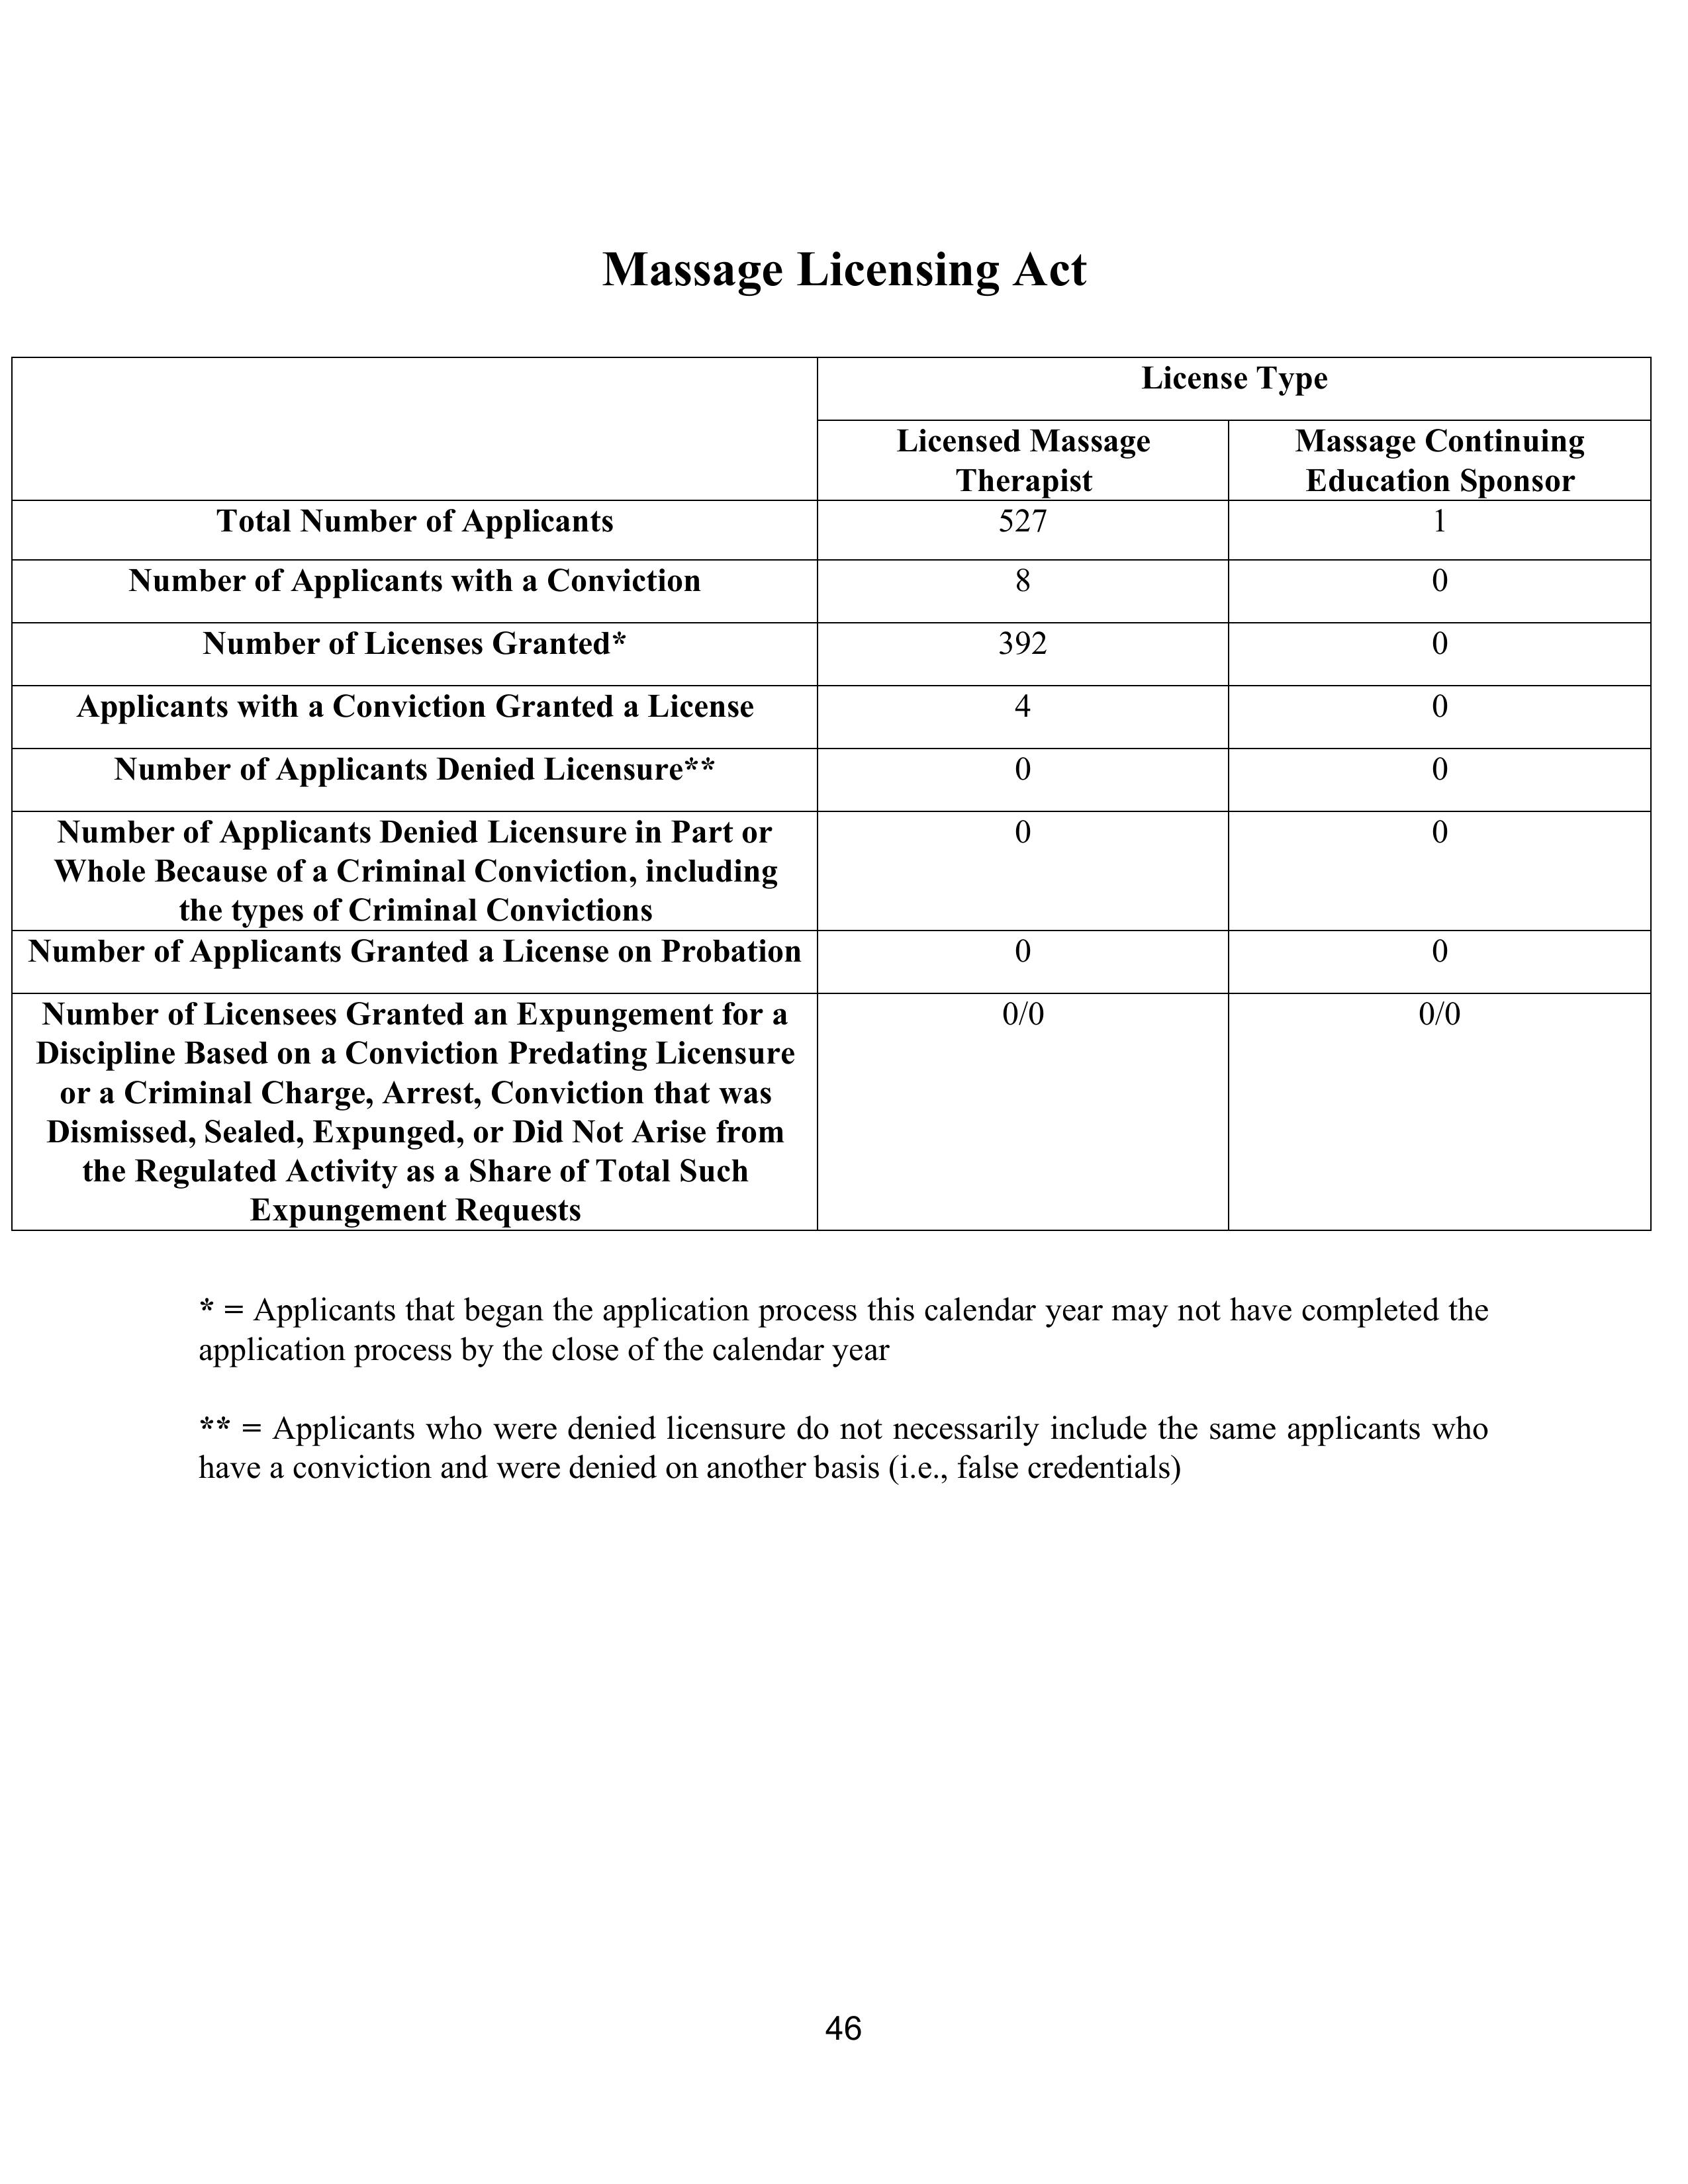 Massage Licensing Act
License Type
Licensed Massage
Therapist
Massage Continuing
Education Sponsor
Total Number of Applicants 527 1
Number of Applicants with a Conviction 8 0
Number of Licenses Granted* 392 0
Applicants with a Conviction Granted a License 4 0
Number of Applicants Denied Licensure** 0 0
Number of Applicants Denied Licensure in Part or 0 0
Whole Because of a Criminal Conviction, including
the types of Criminal Convictions
Number of Applicants Granted a License on Probation 0 0
Number of Licensees Granted an Expungement for a 0/0 0/0
Discipline Based on a Conviction Predating Licensure
or a Criminal Charge, Arrest, Conviction that was
Dismissed, Sealed, Expunged, or Did Not Arise from
the Regulated Activity as a Share of Total Such
Expungement Requests
* = Applicants that began the application process this calendar year may not have completed the
application process by the close of the calendar year
** = Applicants who were denied licensure do not necessarily include the same applicants who
have a conviction and were denied on another basis (i.e., false credentials)
46